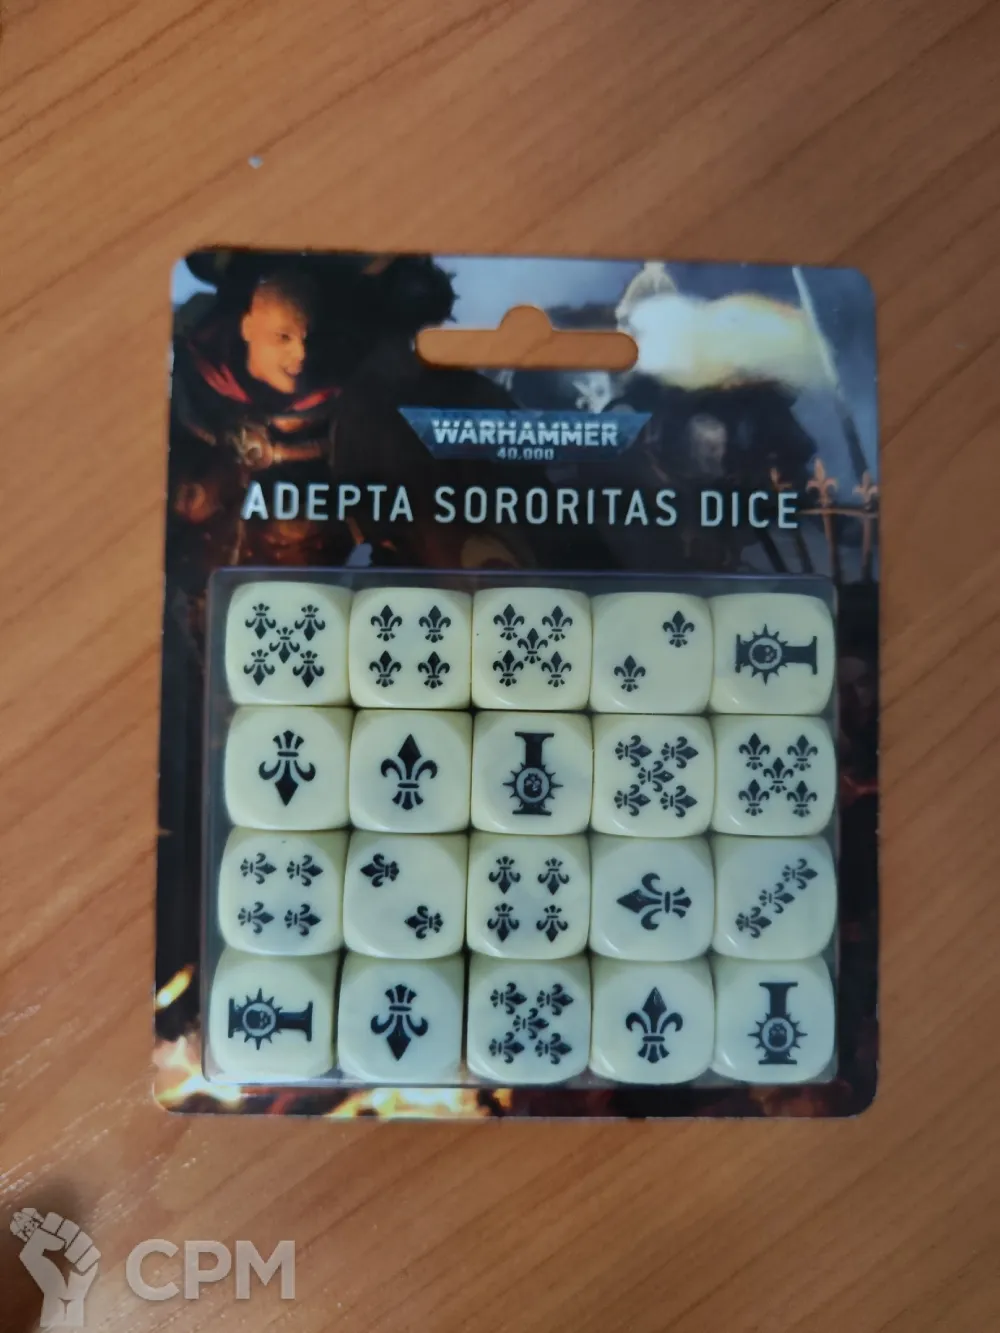 WARHAMMER
40,000
ADEPTA SORORITAS DICE
CPM